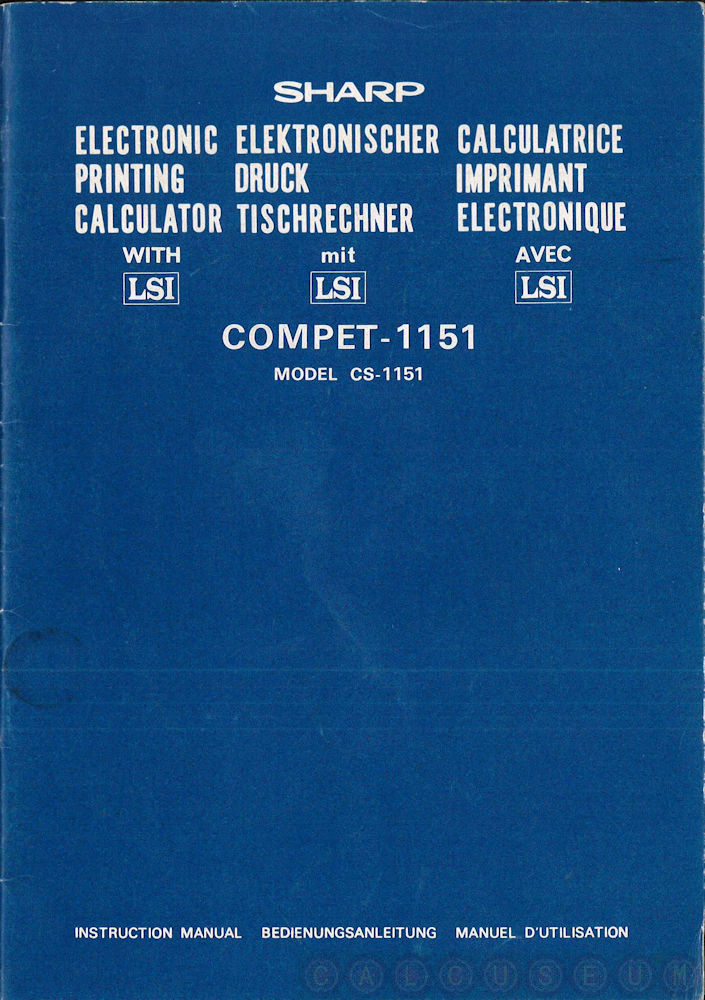 SHARP
ELECTRONIC ELEKTRONISCHER CALCULATRICE
PRINTING DRUCK IMPRIMANT
CALCULATOR TISCHRECHNER ELECTRONIQUE
WITH mit AVEC
LSI LSI LSI
COMPET-1151
MODEL CS-1151
INSTRUCTION MANUAL BEDIENUNGSANLEITUNG MANUEL D'UTILISATION
CALCUSEUM